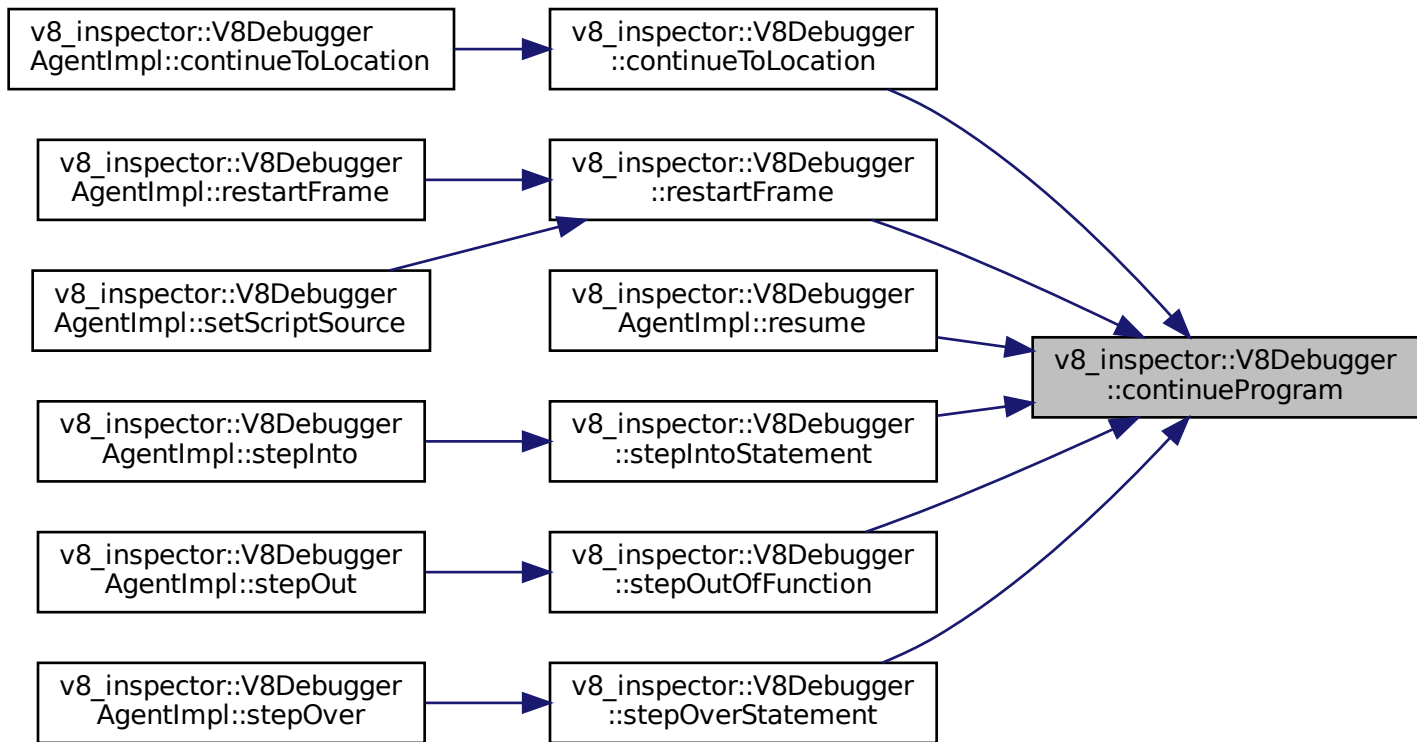 v8_inspector::V8Debugger
AgentImpl::continueToLocation
v8_inspector::V8Debugger
::continueToLocation
v8_inspector::V8Debugger
AgentImpl::restartFrame
v8_inspector::V8Debugger
::restartFrame
v8_inspector::V8Debugger
AgentImpl::setScriptSource
v8_inspector::V8Debugger
AgentImpl::resume
v8_inspector::V8Debugger
::continueProgram
v8_inspector::V8Debugger
AgentImpl::stepInto
v8_inspector::V8Debugger
::stepIntoStatement
v8_inspector::V8Debugger
AgentImpl::stepOut
v8_inspector::V8Debugger
::stepOutOfFunction
v8_inspector::V8Debugger
AgentImpl::stepOver
v8_inspector::V8Debugger
::stepOverStatement